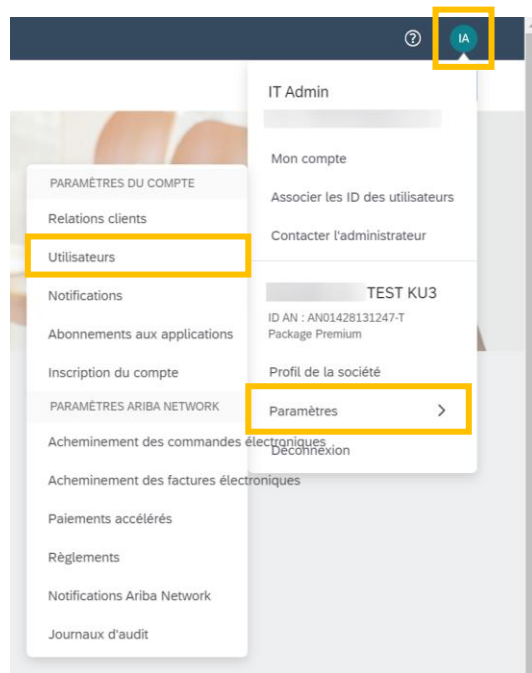 IA
IT Admin
Mon compte
Associer les ID des utilisateurs
Contacter l'administrateur
TEST KU3
ID AN : AN01428131247-T
Package Premium
Profil de la société
Paramètres
Déconnexion
PARAMÈTRES DU COMPTE
Relations clients
Utilisateurs
Notifications
Abonnements aux applications
Inscription du compte
PARAMÈTRES ARIBA NETWORK
Acheminement des commandes électroniques
Acheminement des factures électroniques
Paiements accélérés
Règlements
Notifications Ariba Network
Journaux d'audit